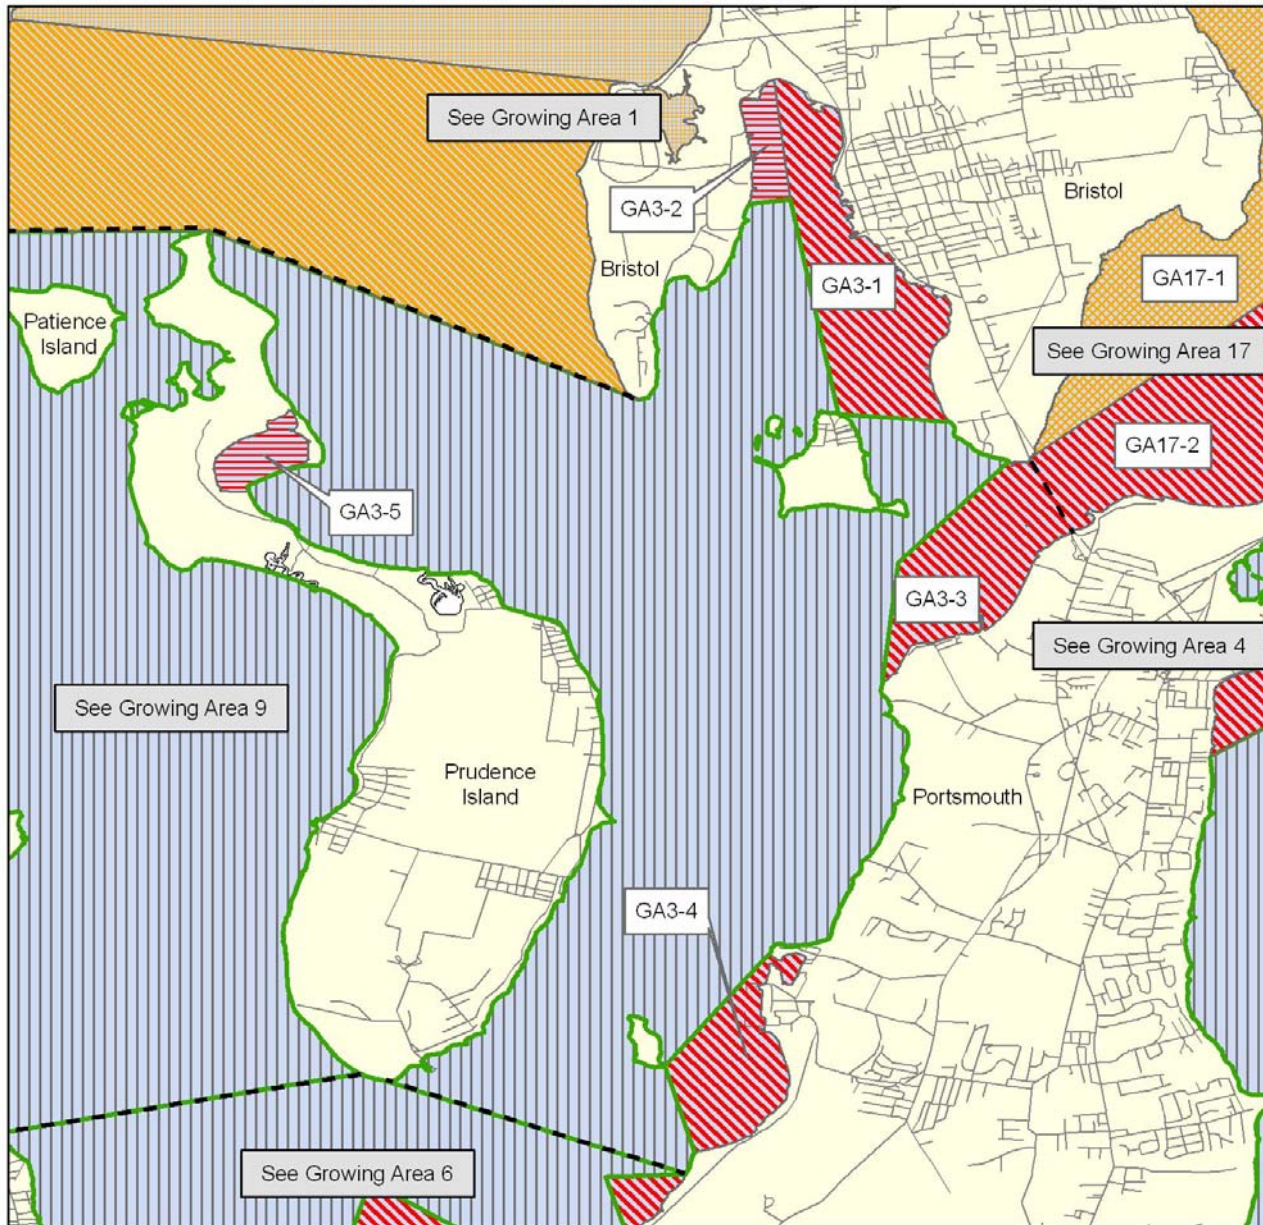 See Growing Area 1
GA3-2
Bristol
Bristol
GA3-1
GA17-1
Patience
Island
See Growing Area 17
GA17-2
GA3-5
GA3-3
See Growing Area 4
See Growing Area 9
Prudence
Island
Portsmouth
GA3-4
See Growing Area 6